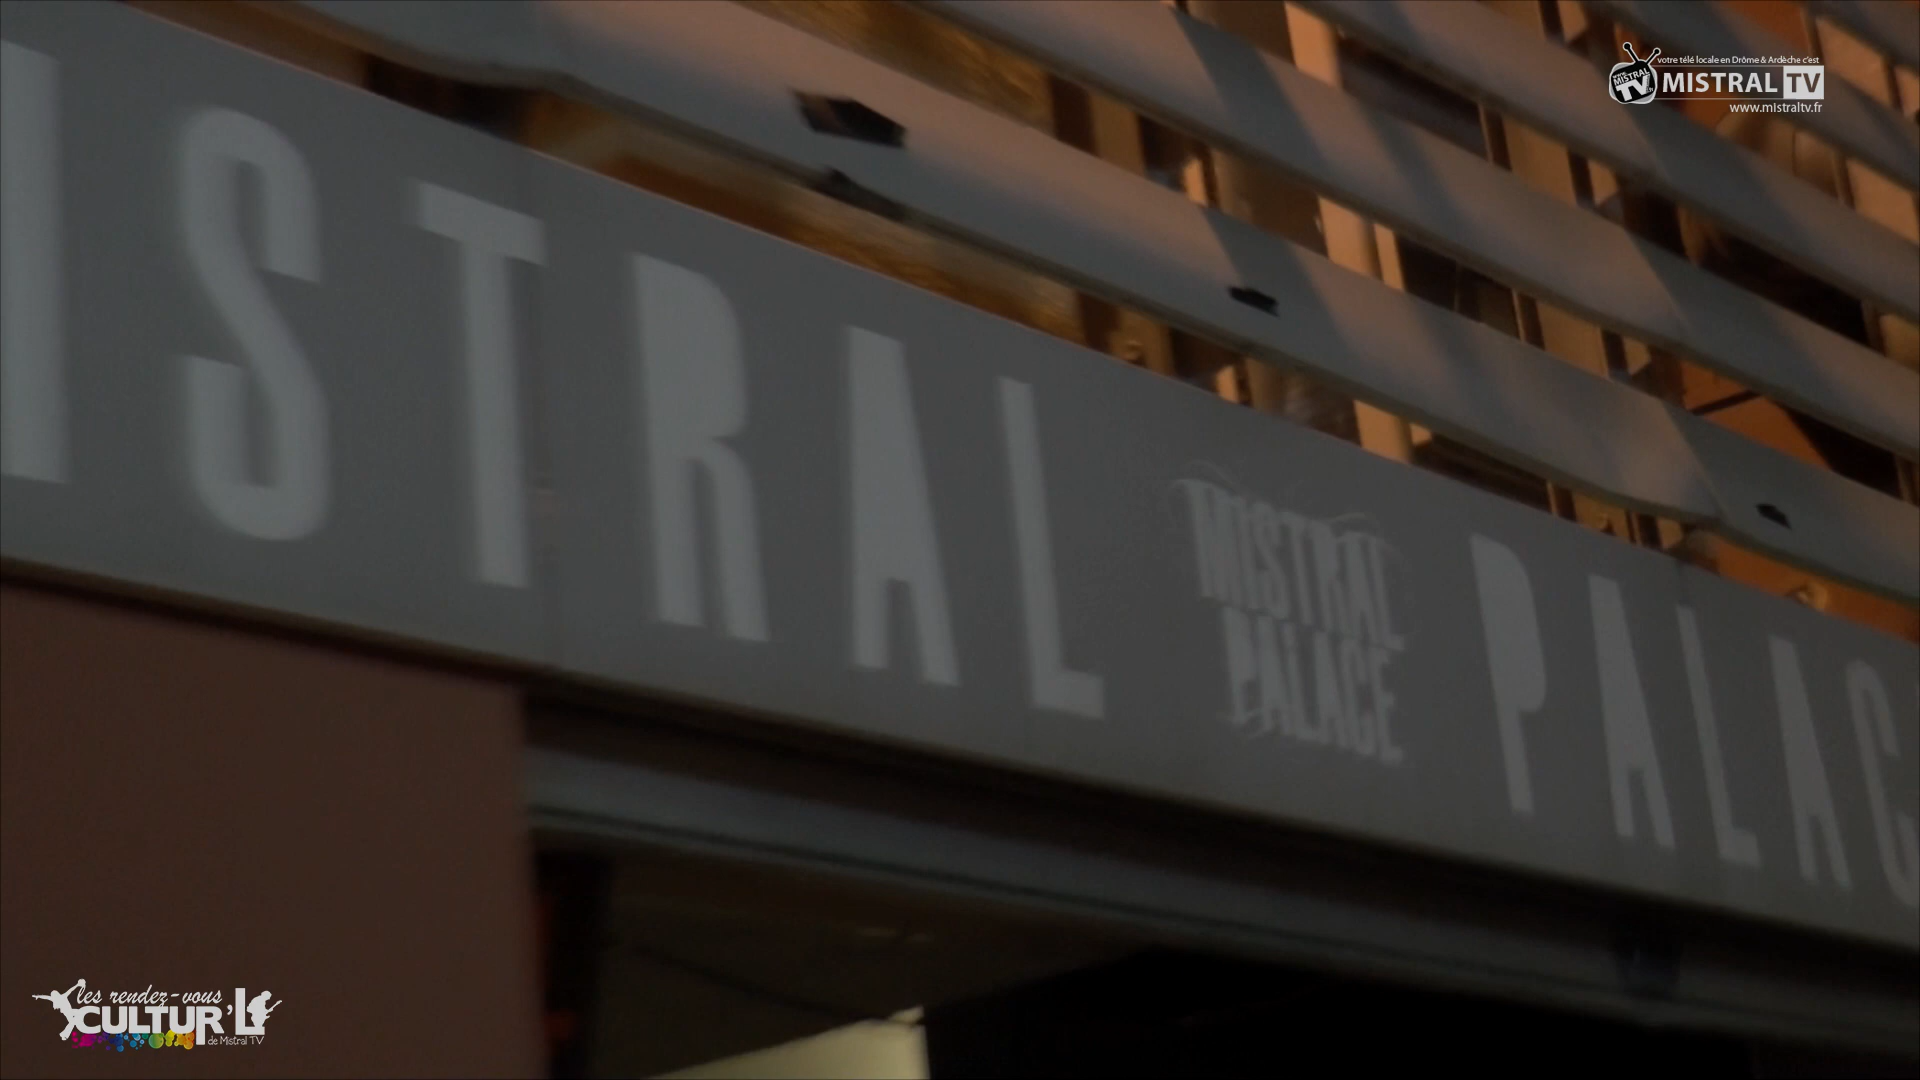 votre télé locale en Drôme & Ardèche c'est
MISTRAL TV
www.mistraltv.fr
ISTRAL
MISTRAL
PALACE
PALAC
les rendez-vous
CULTUR'L
de Mistral TV